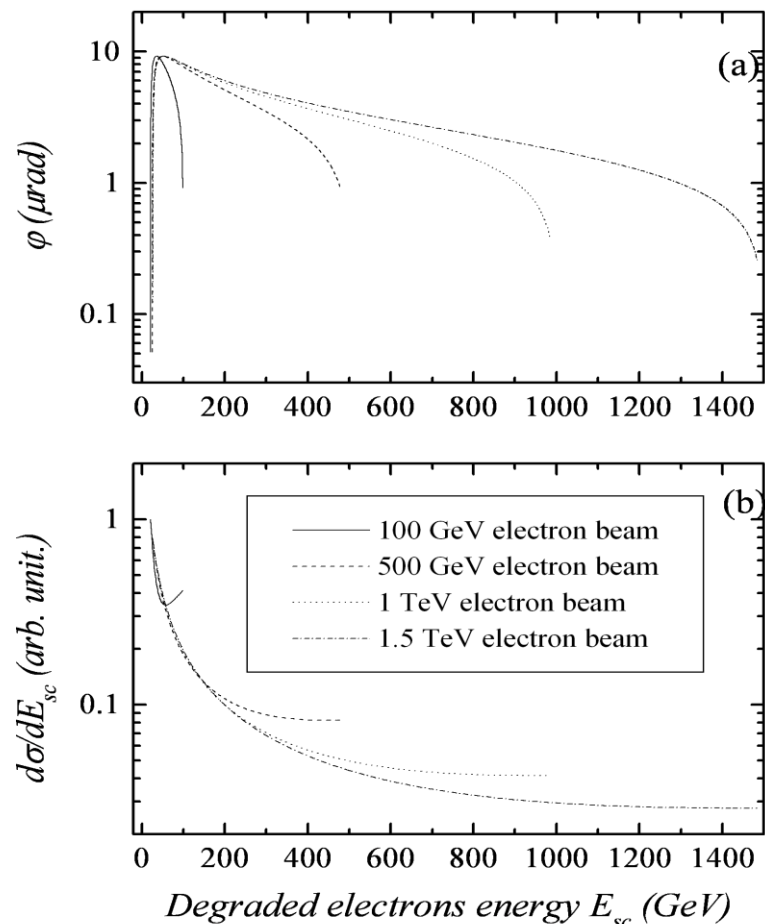 10
1
0.1
φ (μrad)
(a)
0 200 400 600 800 1000 1200 1400
1
0.1
dσ/dE_sc (arb. unit.)
(b)
100 GeV electron beam
500 GeV electron beam
1 TeV electron beam
1.5 TeV electron beam
0 200 400 600 800 1000 1200 1400
Degraded electrons energy E_sc (GeV)